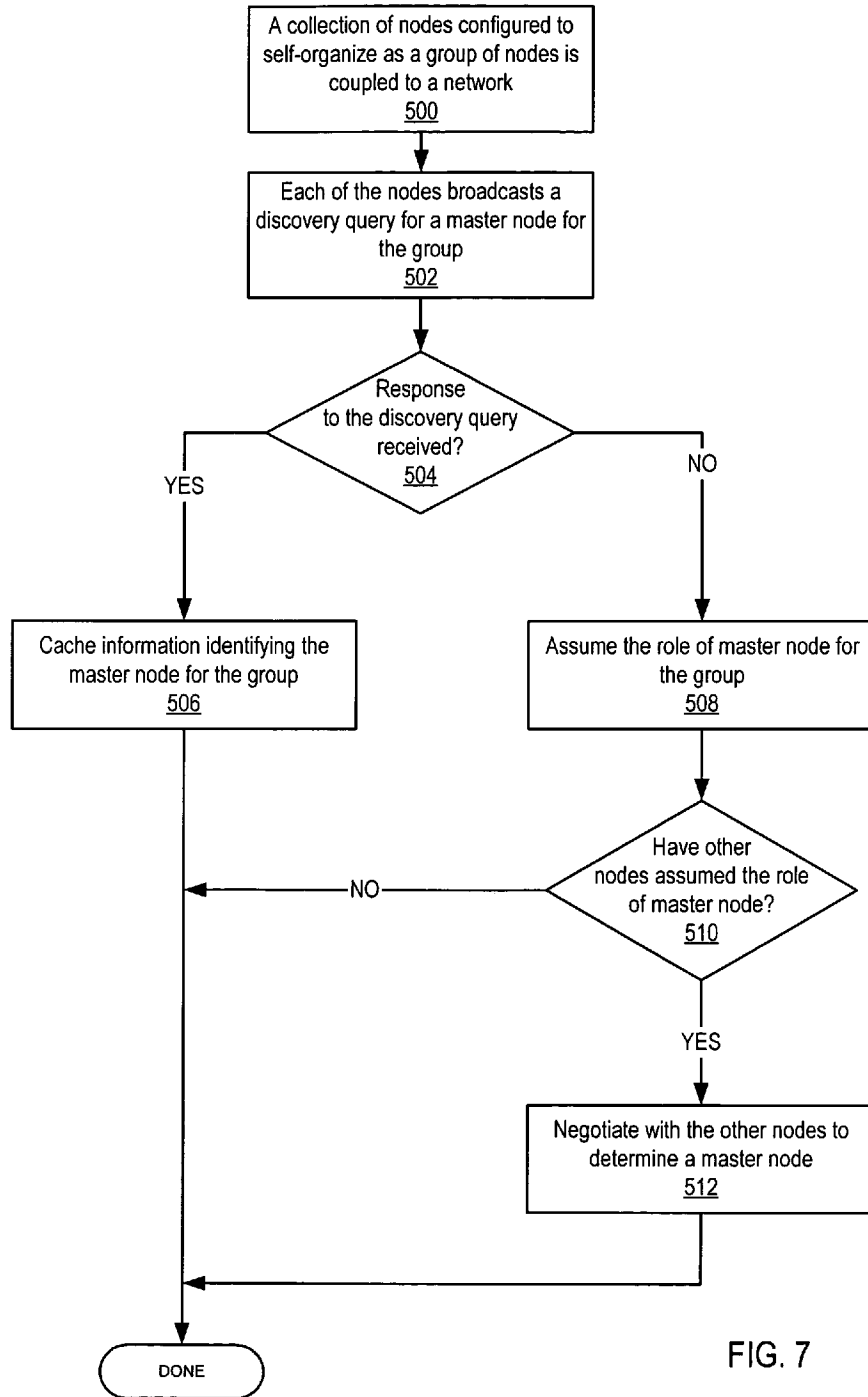 A collection of nodes configured to
self-organize as a group of nodes is
coupled to a network
500
Each of the nodes broadcasts a
discovery query for a master node for
the group
502
Response
to the discovery query
received?
504
YES
NO
Cache information identifying the
master node for the group
506
Assume the role of master node for
the group
508
Have other
nodes assumed the role
of master node?
510
NO
YES
Negotiate with the other nodes to
determine a master node
512
DONE
FIG. 7